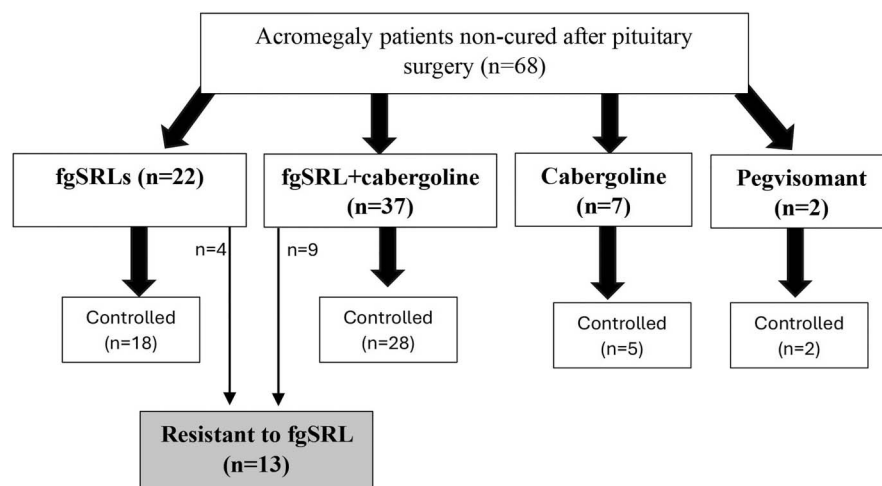 Acromegaly patients non-cured after pituitary
surgery (n=68)
fgSRLs (n=22)
fgSRL+cabergoline
(n=37)
Cabergoline
(n=7)
Pegvisomant
(n=2)
n=4
n=9
Controlled
(n=18)
Controlled
(n=28)
Controlled
(n=5)
Controlled
(n=2)
Resistant to fgSRL
(n=13)